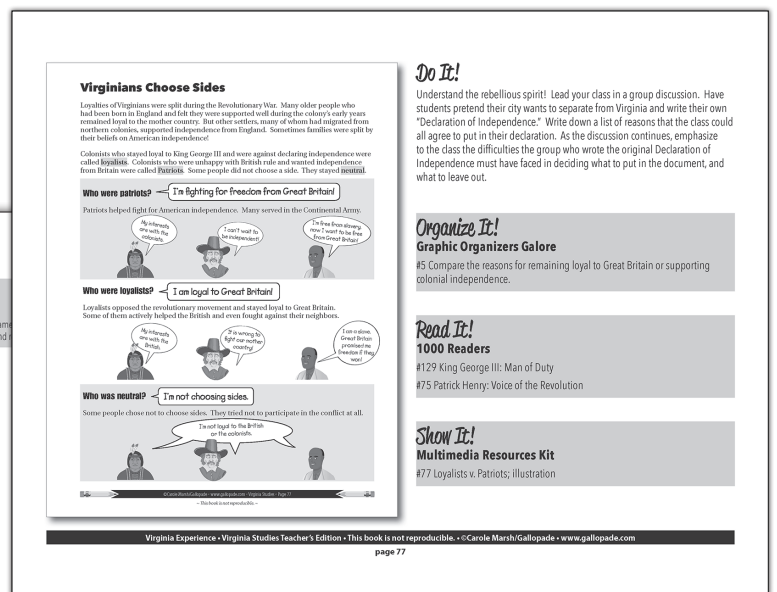 Virginians Choose Sides
Loyalties of Virginians were split during the Revolutionary War. Many older people who
had been born in England and felt they were supported well during the colony's early years
remained loyal to the mother country. But other settlers, many of whom had migrated from
northern colonies, supported independence from England. Sometimes families were split by
their beliefs on American independence!
Colonists who stayed loyal to King George III and were against declaring independence were
called loyalists. Colonists who were unhappy with British rule and wanted independence
from Britain were called Patriots. Some people did not choose a side. They stayed neutral.
Who were patriots?
I'm fighting for freedom from Great Britain!
Patriots helped fight for American independence. Many served in the Continental Army.
My interests
are with the
colonists.
I can't wait to
be independent!
I'm free from slavery,
now I want to be free
from Great Britain!
Who were loyalists?
I am loyal to Great Britain!
Loyalists opposed the revolutionary movement and stayed loyal to Great Britain.
Some of them actively helped the British and even fought against their neighbors.
My interests
are with the
British.
It is wrong to
fight our mother
country!
I am a slave.
Great Britain
promised me
freedom if they
won!
Who was neutral?
I'm not choosing sides.
Some people chose not to choose sides. They tried not to participate in the conflict at all.
I'm not loyal to the British
or the colonists.
©Carole Marsh/Gallopade • www.gallopade.com • Virginia Studies • Page 77
~ This book is not reproducible. ~
Do It!
Understand the rebellious spirit! Lead your class in a group discussion. Have
students pretend their city wants to separate from Virginia and write their own
"Declaration of Independence." Write down a list of reasons that the class could
all agree to put in their declaration. As the discussion continues, emphasize
to the class the difficulties the group who wrote the original Declaration of
Independence must have faced in deciding what to put in the document, and
what to leave out.
Organize It!
Graphic Organizers Galore
#5 Compare the reasons for remaining loyal to Great Britain or supporting
colonial independence.
Read It!
1000 Readers
#129 King George III: Man of Duty
#75 Patrick Henry: Voice of the Revolution
Show It!
Multimedia Resources Kit
#77 Loyalists v. Patriots; illustration
Virginia Experience • Virginia Studies Teacher's Edition • This book is not reproducible. • ©Carole Marsh/Gallopade • www.gallopade.com
page 77